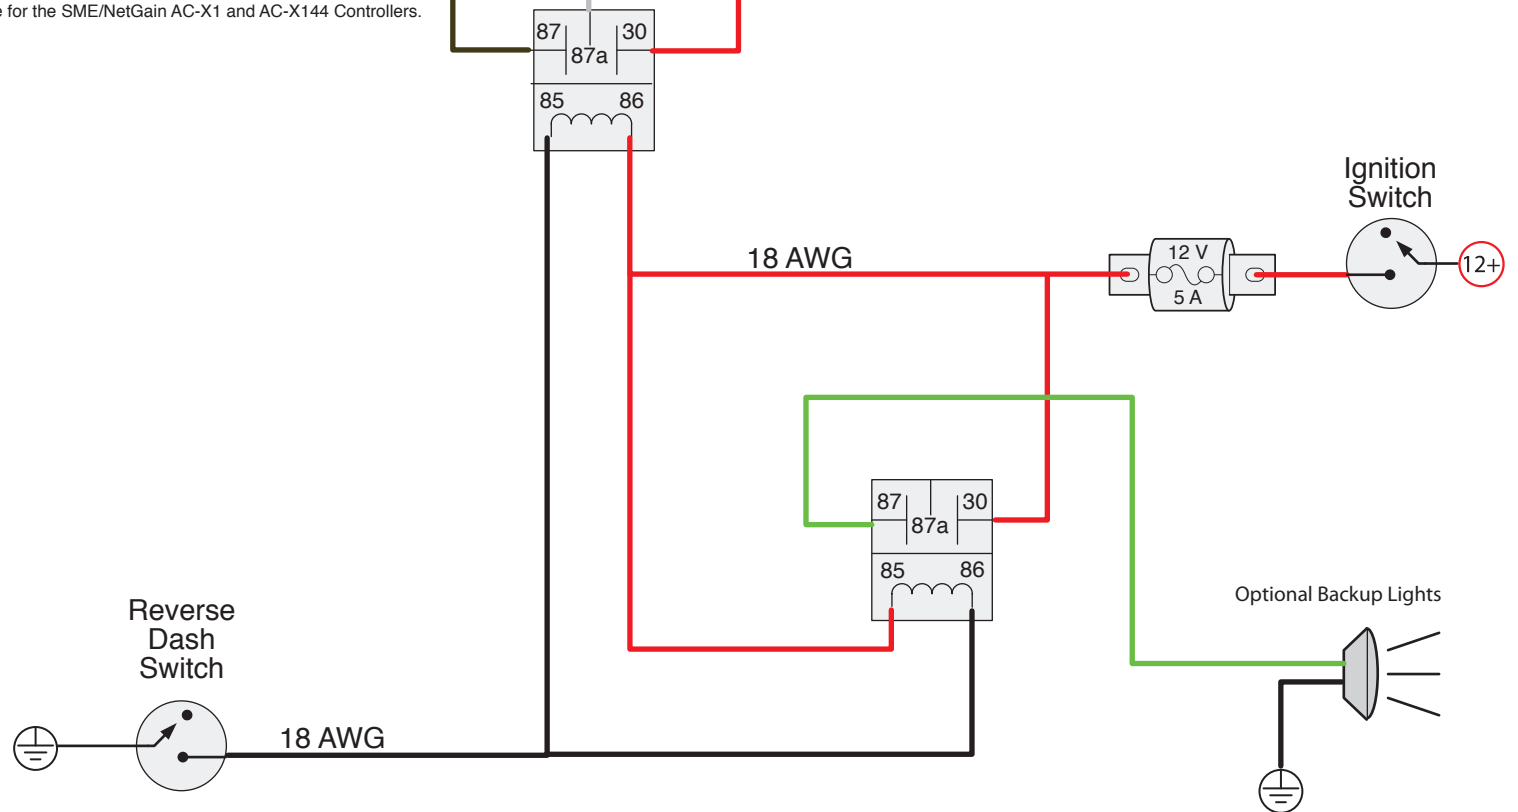 e for the SME/NetGain AC-X1 and AC-X144 Controllers.
87 30
87a
85 86
Ignition
Switch
18 AWG
12 V
5 A
12+
87 30
87a
85 86
Optional Backup Lights
Reverse
Dash
Switch
18 AWG